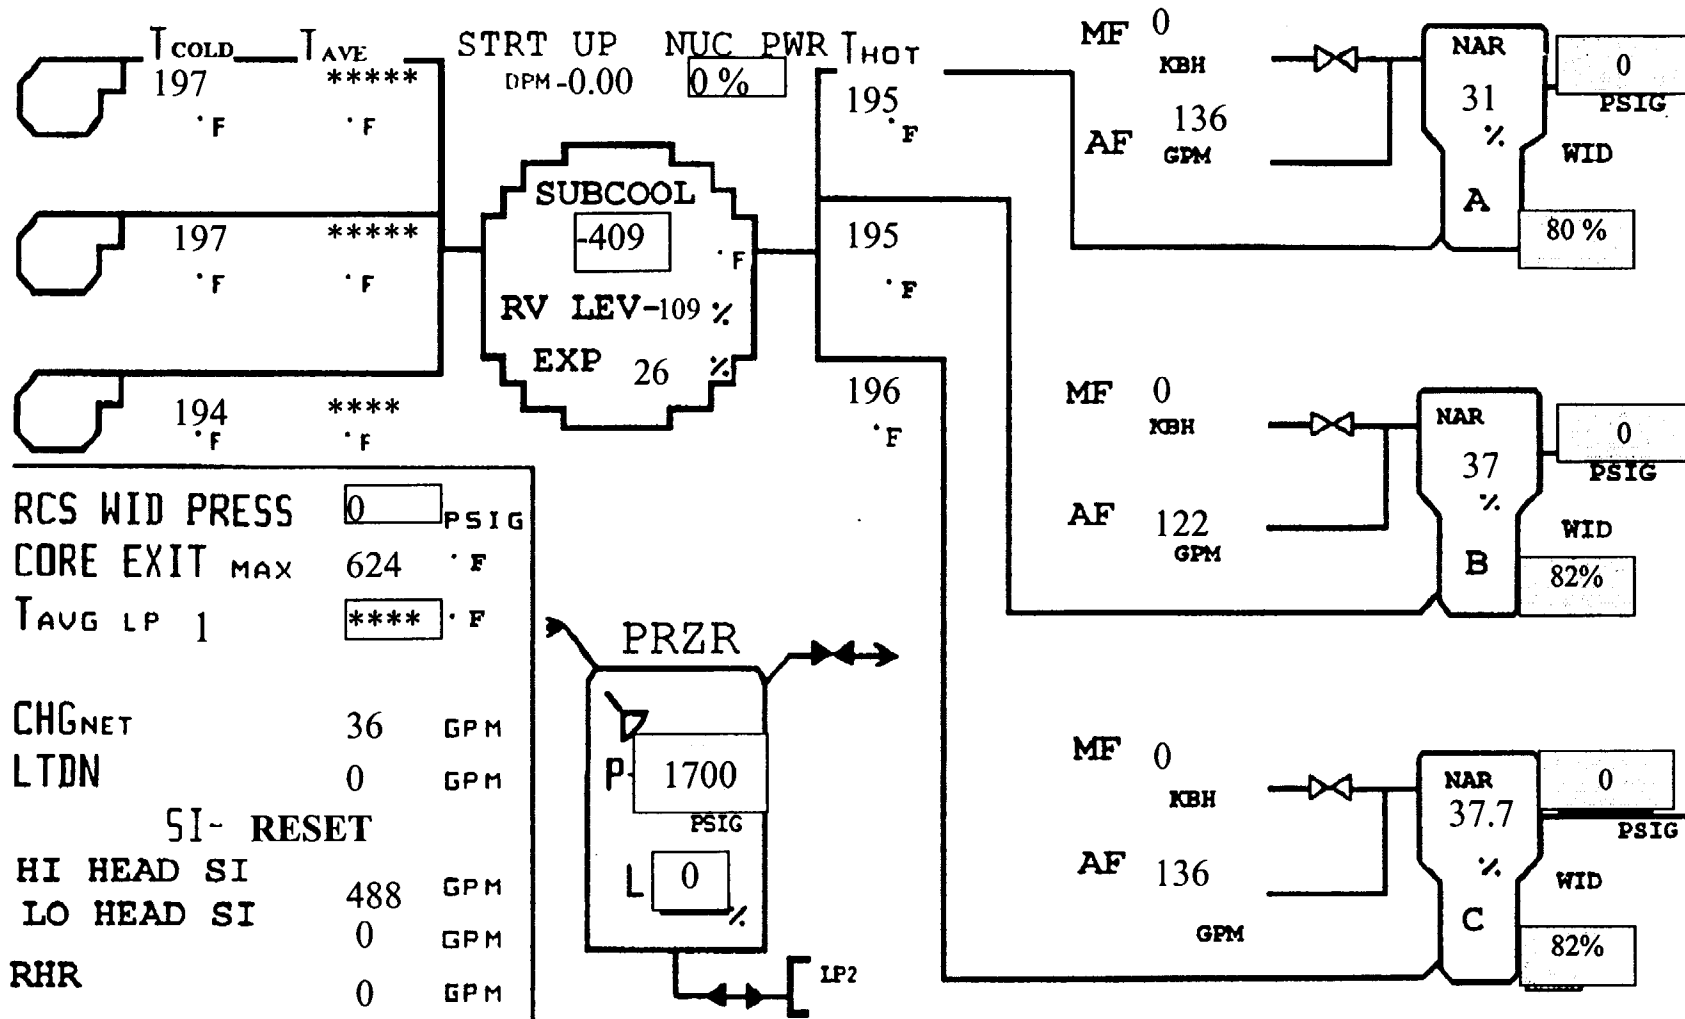 TCOLD TAVE STRT UP NUC PWR THOT
197 ***** DPM -0.00 0 % 195
°F °F °F
SUBCOOL
-409 °F
197 ***** 195
°F °F °F
RV LEV -109 %
EXP 26 %
194 **** 196
°F °F °F
RCS WID PRESS 0 PSIG
CORE EXIT MAX 624 °F
TAVG LP 1 **** °F
CHGNET 36 GPM
LTDN 0 GPM
SI- RESET
HI HEAD SI 488 GPM
LO HEAD SI 0 GPM
RHR 0 GPM
PRZR
P 1700
PSIG
L 0
%
LP2
MF 0
KBH
AF 136
GPM
NAR
31
%
A
0
PSIG
WID
80 %
MF 0
KBH
AF 122
GPM
NAR
37
%
B
0
PSIG
WID
82%
MF 0
KBH
AF 136
GPM
NAR
37.7
%
C
0
PSIG
WID
82%